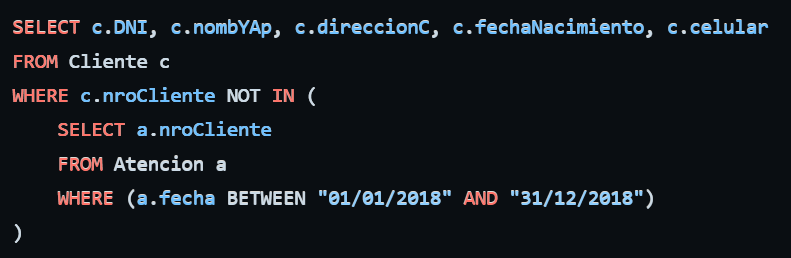 SELECT c.DNI, c.nombYAp, c.direccionC, c.fechaNacimiento, c.celular
FROM Cliente c
WHERE c.nroCliente NOT IN (
    SELECT a.nroCliente
    FROM Atencion a
    WHERE (a.fecha BETWEEN "01/01/2018" AND "31/12/2018")
)